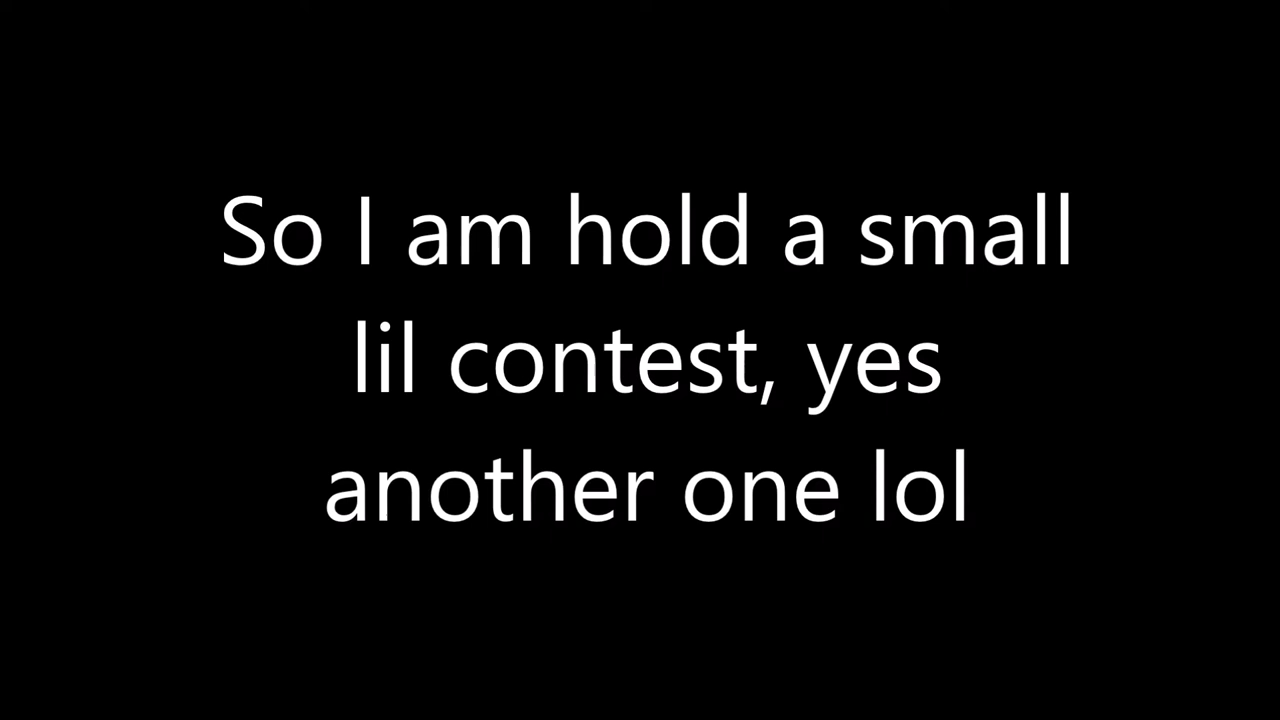 So I am hold a small
lil contest, yes
another one lol